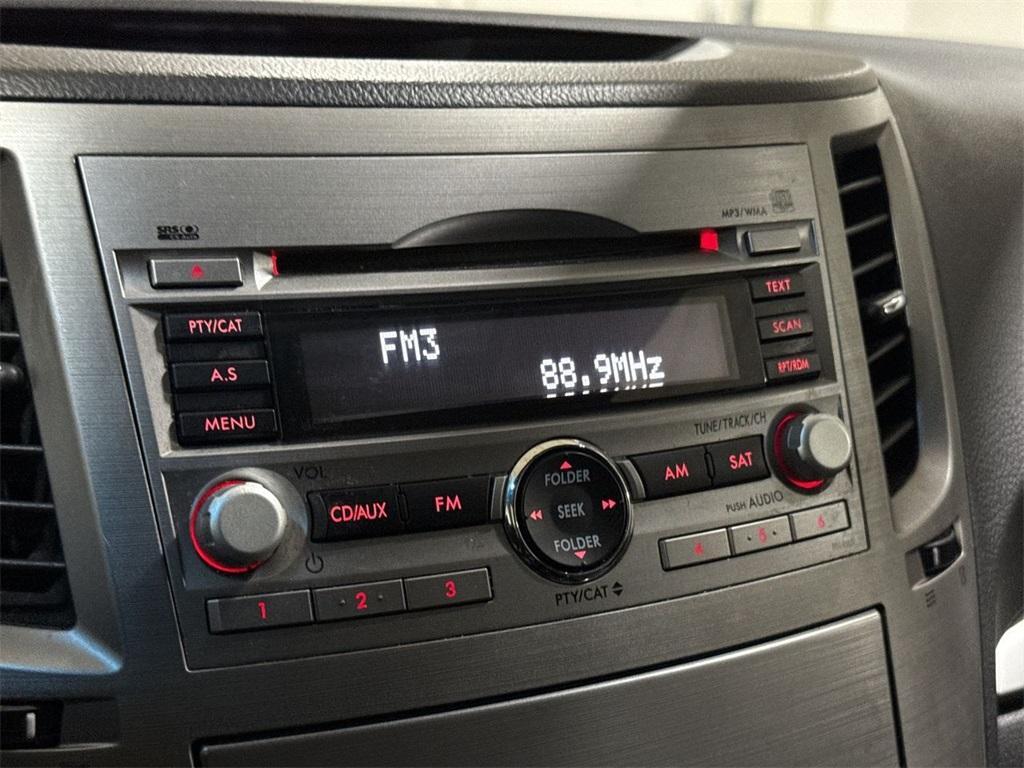 SRS
MP3/WMA
TEXT
PTY/CAT
SCAN
FM3
A.S
88.9MHz
RPT/RDM
MENU
TUNE/TRACK/CH
VOL
FOLDER
AM
SAT
CD/AUX
FM
SEEK
PUSH AUDIO
FOLDER
4
5
6
1
2
3
PTY/CAT